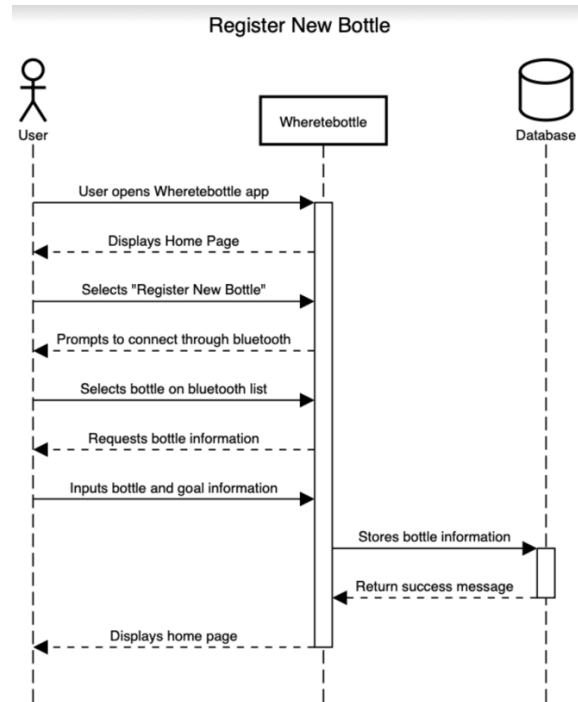 Register New Bottle
User
Wheretebottle
Database
User opens Wheretebottle app
Displays Home Page
Selects "Register New Bottle"
Prompts to connect through bluetooth
Selects bottle on bluetooth list
Requests bottle information
Inputs bottle and goal information
Stores bottle information
Return success message
Displays home page